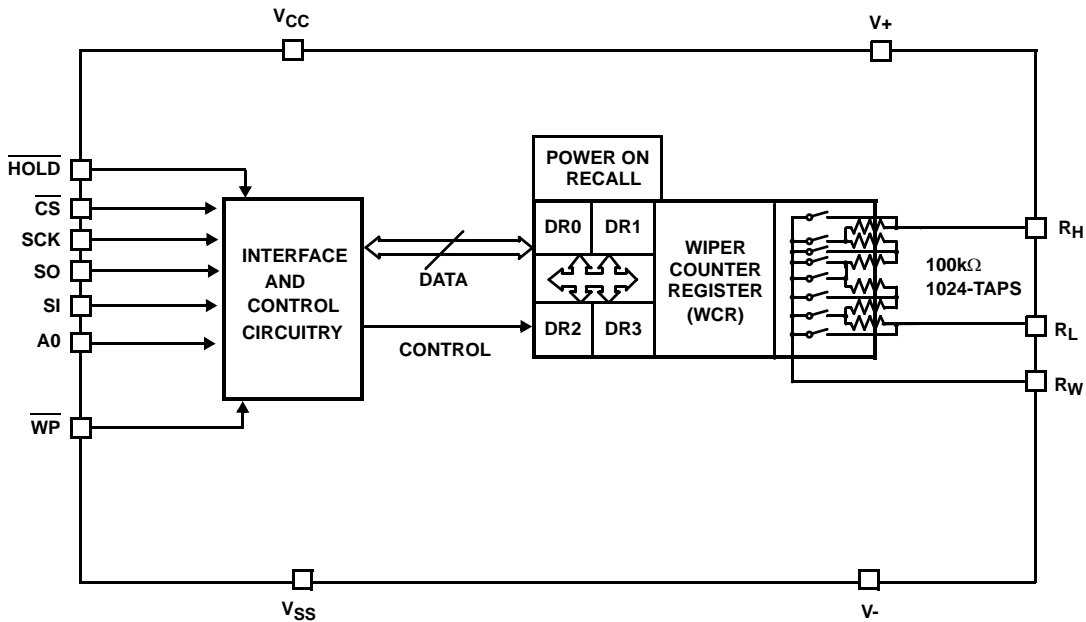 VCC
V+
HOLD
CS
SCK
SO
SI
A0
WP
INTERFACE
AND
CONTROL
CIRCUITRY
DATA
CONTROL
POWER ON
RECALL
DR0
DR1
DR2
DR3
WIPER
COUNTER
REGISTER
(WCR)
100kΩ
1024-TAPS
RH
RL
RW
VSS
V-